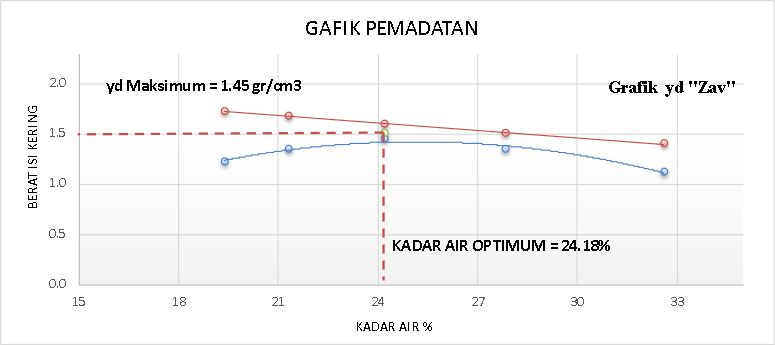 GAFIK PEMADATAN
γd Maksimum = 1.45 gr/cm3
Grafik γd "Zav"
BERAT ISI KERING
2.0
1.5
1.0
0.5
0.0
KADAR AIR OPTIMUM = 24.18%
15 18 21 24 27 30 33
KADAR AIR %